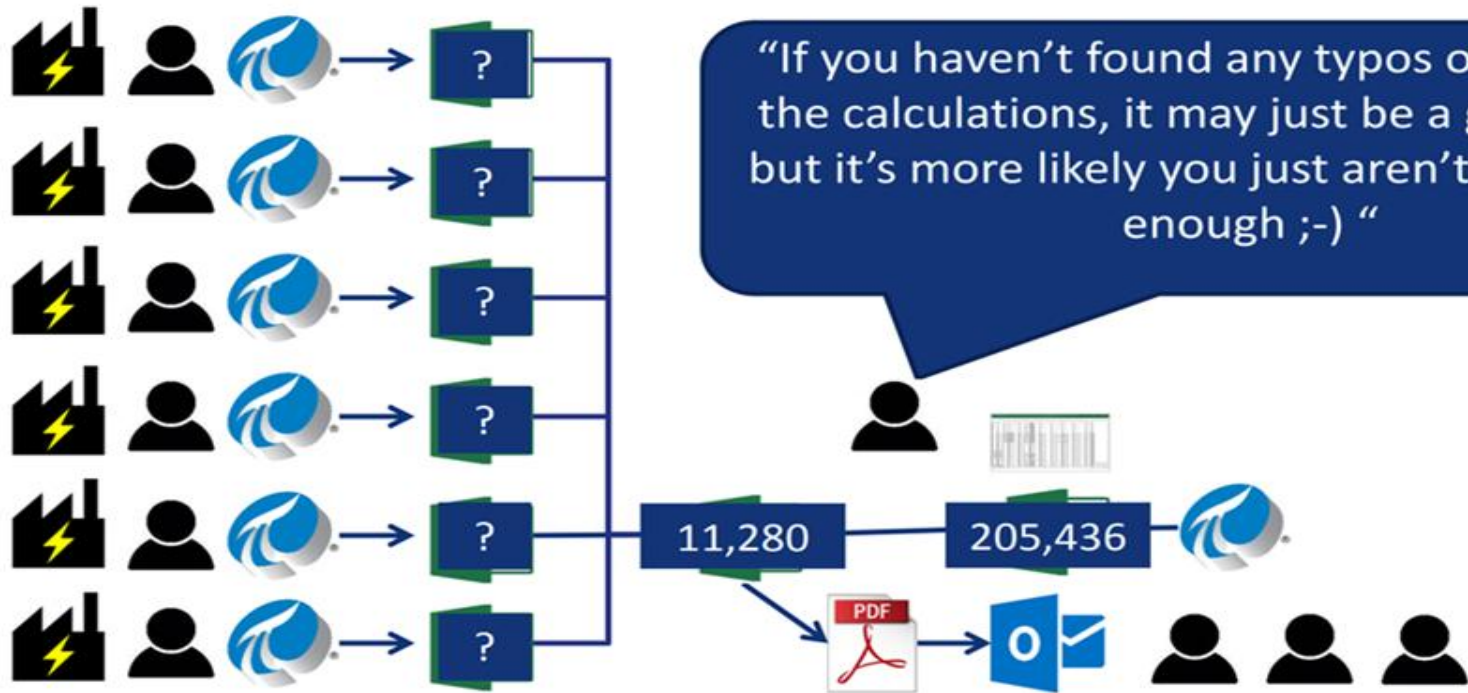 ?
?
?
?
?
?
"If you haven't found any typos o
the calculations, it may just be a
but it's more likely you just aren't
enough ;-) "
11,280
205,436
PDF
O